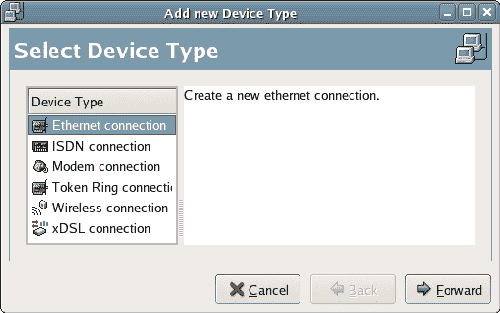 Add new Device Type
Select Device Type
Device Type
Create a new ethernet connection.
Ethernet connection
ISDN connection
Modem connection
Token Ring connectio
Wireless connection
xDSL connection
Cancel
Back
Forward